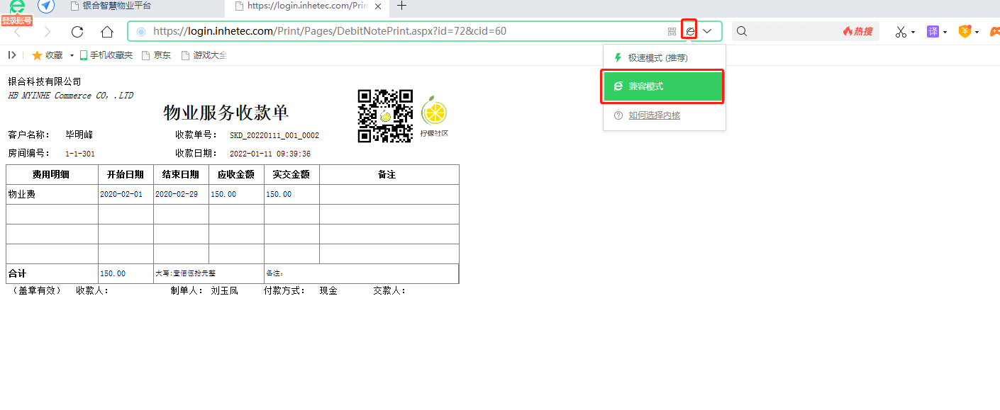 银合智慧物业平台
https://login.inhetec.com/Prin
登录账号
https://login.inhetec.com/Print/Pages/DebitNotePrint.aspx?id=72&cid=60
热搜
译
收藏 手机收藏夹 京东 游戏大全
极速模式 (推荐)
兼容模式
如何选择内核
银合科技有限公司
HB MYINHE Commerce CO, .LTD
物业服务收款单
柠檬社区
客户名称： 毕明峰 收款单号： SKD_20220111_001_0002
房间编号： 1-1-301 收款日期： 2022-01-11 09:39:36
费用明细 开始日期 结束日期 应收金额 实交金额 备注
物业费 2020-02-01 2020-02-29 150.00 150.00
合计 150.00 大写:壹佰伍拾元整 备注:
（盖章有效） 收款人： 制单人： 刘玉凤 付款方式： 现金 交款人：